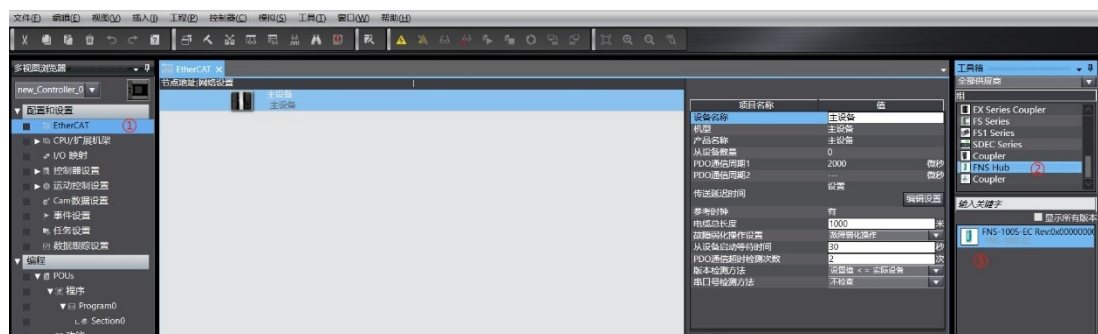 文件(F) 编辑(E) 视图(V) 插入(I) 工程(P) 控制器(C) 模拟(S) 工具(T) 窗口(W) 帮助(H)
多视图浏览器
new_Controller_0
配置和设置
EtherCAT ①
CPU/扩展机架
I/O 映射
控制器设置
运动控制设置
Cam数据设置
事件设置
任务设置
数据跟踪设置
编程
POUs
程序
Program0
Section0
EtherCAT
节点地址|网络设置
主设备
主设备
项目名称 值
设备名称 主设备
机型 主设备
产品名称 主设备
从设备数量 0
PDO通信周期1 2000 微秒
PDO通信周期2 --- 微秒
传送延迟时间 设置
编辑设置
参考时钟 有
电缆总长度 1000 米
故障弱化操作设置 故障弱化操作
从设备启动等待时间 30 秒
PDO通信超时检测次数 2 次
版本检测方法 设置值 <= 实际设备
串口号检测方法 不检查
工具箱
全部供应商
组
EX Series Coupler
FS Series
FS1 Series
SDEC Series
Coupler
FNS Hub ②
Coupler
输入关键字
显示所有版本
FNS-1005-EC Rev:0x00000000
FNS-1005-EC
③